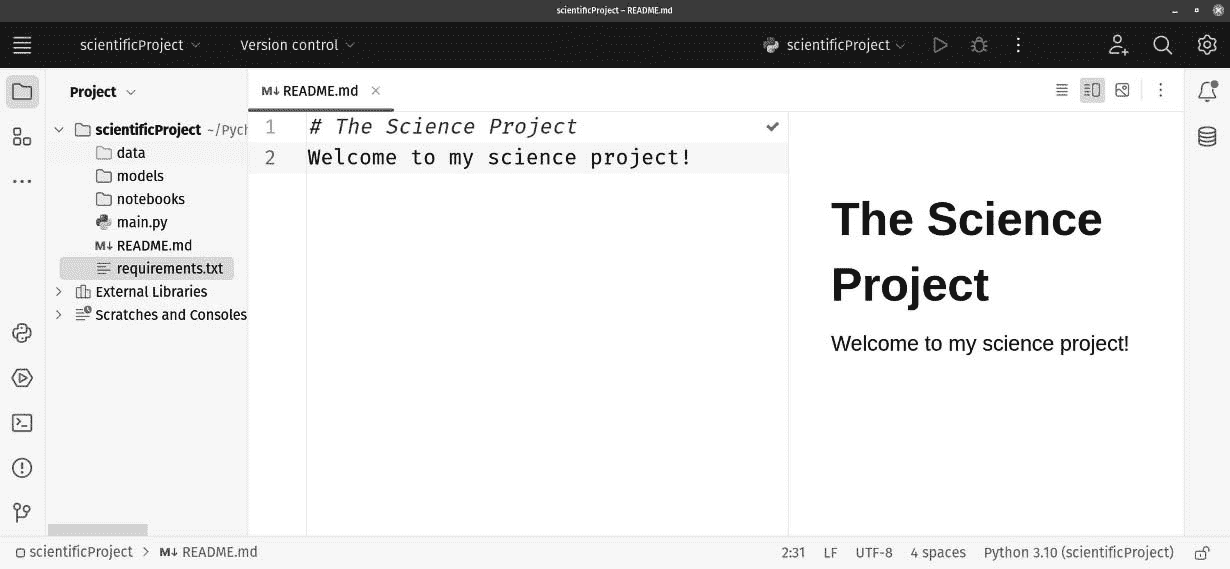 scientificProject – README.md
scientificProject
Version control
scientificProject
Project
M↓ README.md
scientificProject ~/Pych
data
models
notebooks
main.py
M↓ README.md
requirements.txt
External Libraries
Scratches and Consoles
1 # The Science Project
2 Welcome to my science project!
The Science
Project
Welcome to my science project!
scientificProject > M↓ README.md
2:31 LF UTF-8 4 spaces Python 3.10 (scientificProject)